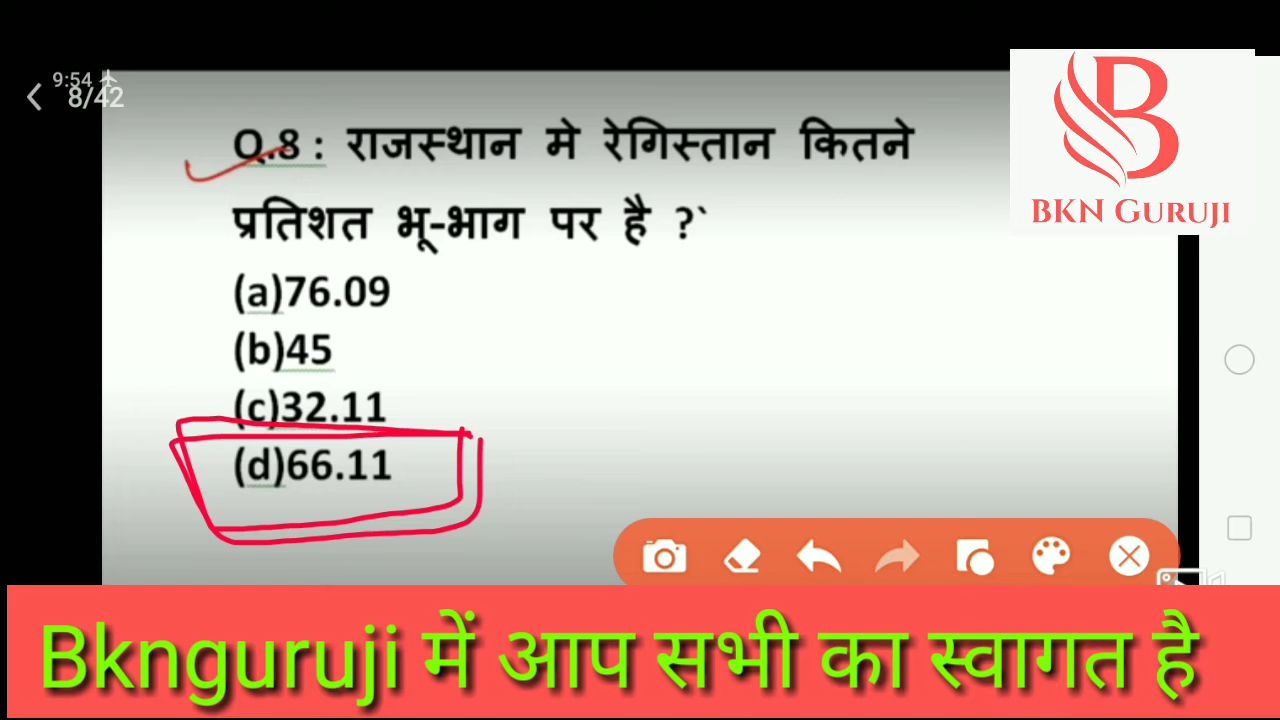 9:54
8/42
Q.8 : राजस्थान मे रेगिस्तान कितने
प्रतिशत भू-भाग पर है ?`
(a)76.09
(b)45
(c)32.11
(d)66.11
B
BKN GURUJI
Bknguruji में आप सभी का स्वागत है